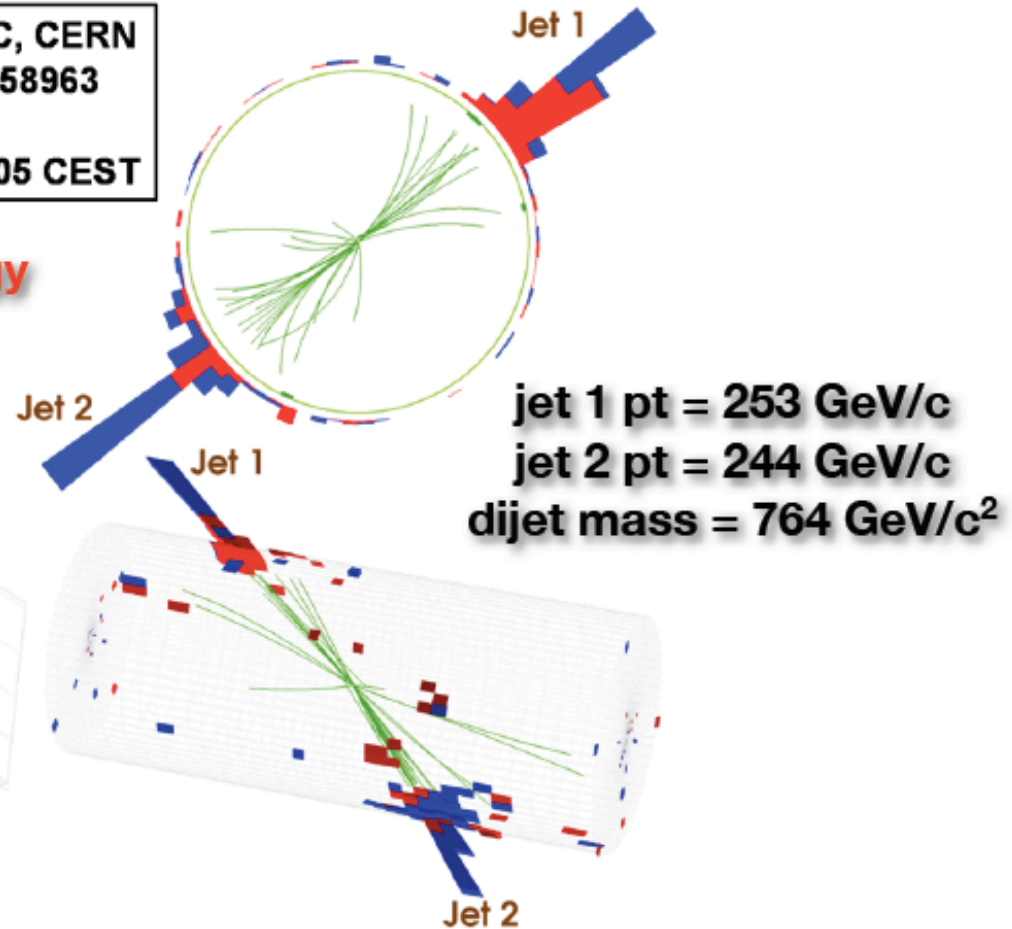 C, CERN
58963
05 CEST
gy
Jet 1
Jet 2
jet 1 pt = 253 GeV/c
jet 2 pt = 244 GeV/c
dijet mass = 764 GeV/c²
Jet 1
Jet 2